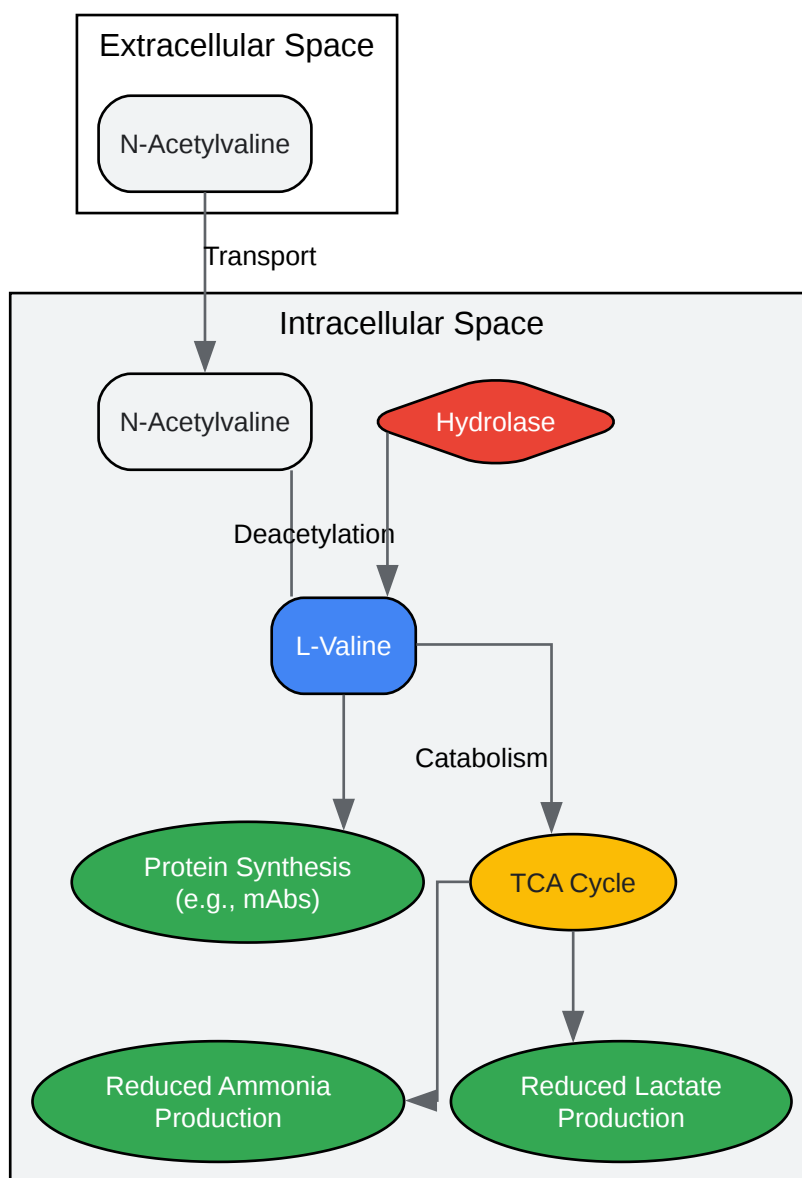 Extracellular Space
N-Acetylvaline
Transport
Intracellular Space
N-Acetylvaline
Hydrolase
Deacetylation
L-Valine
Catabolism
Protein Synthesis
(e.g., mAbs)
TCA Cycle
Reduced Ammonia
Production
Reduced Lactate
Production